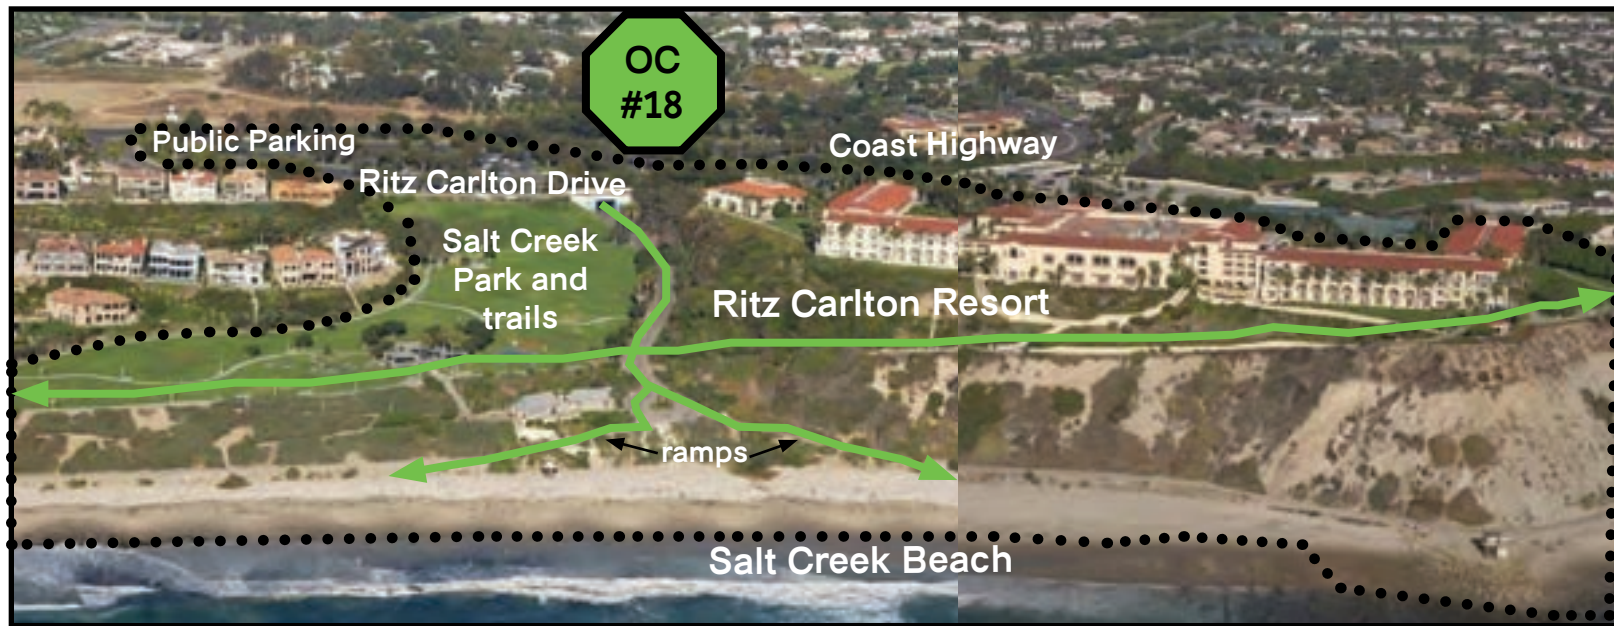 OC
#18
Public Parking
Coast Highway
Ritz Carlton Drive
Salt Creek
Park and
trails
Ritz Carlton Resort
ramps
Salt Creek Beach